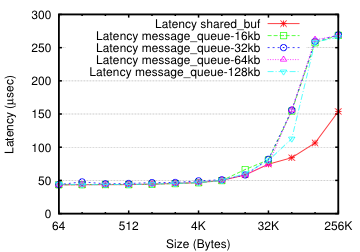 300
250
200
150
100
50
0
Latency (µsec)
Latency shared_buf
Latency message_queue-16kb
Latency message_queue-32kb
Latency message_queue-64kb
Latency message_queue-128kb
64 512 4K 32K 256K
Size (Bytes)